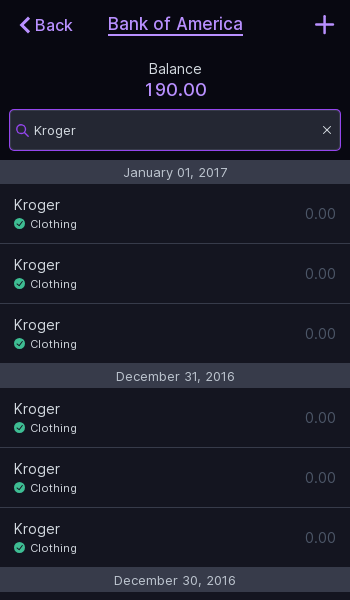 Back
Bank of America
Balance
190.00
Kroger
January 01, 2017
Kroger
Clothing
0.00
Kroger
Clothing
0.00
Kroger
Clothing
0.00
December 31, 2016
Kroger
Clothing
0.00
Kroger
Clothing
0.00
Kroger
Clothing
0.00
December 30, 2016